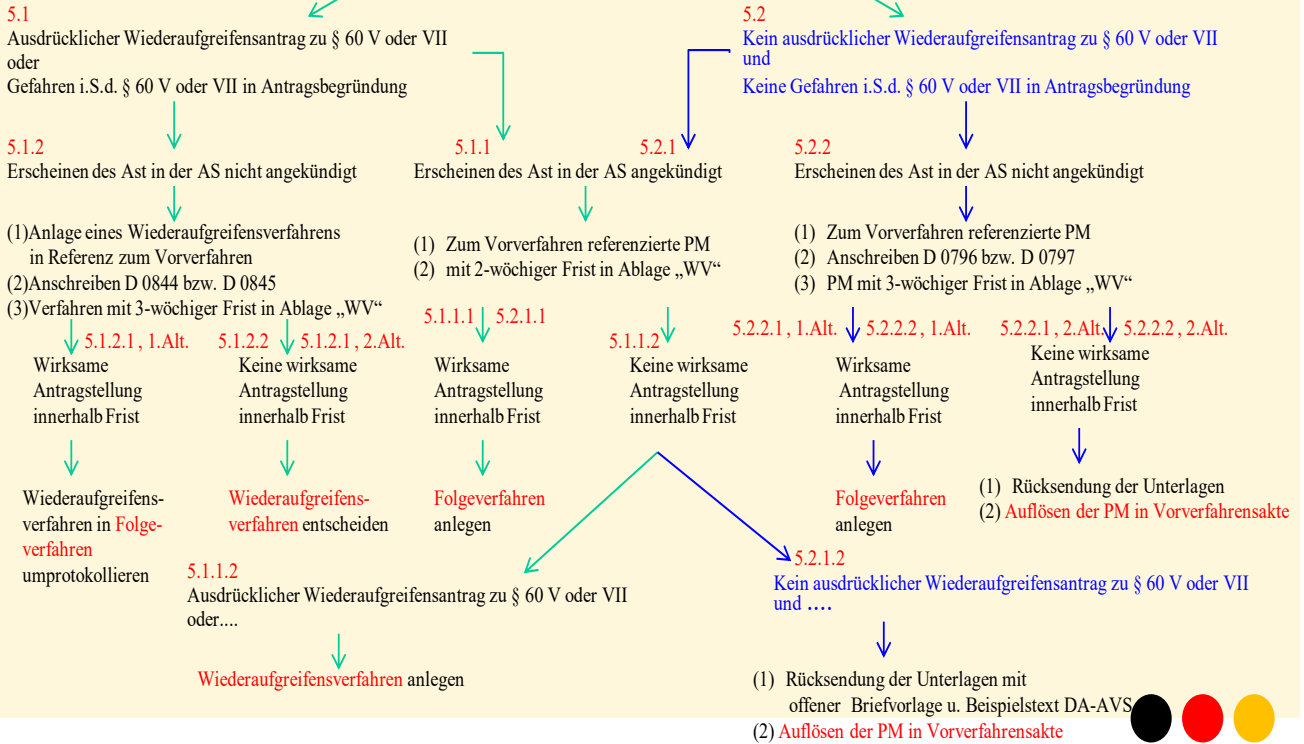 5.1
Ausdrücklicher Wiederaufgreifensantrag zu § 60 V oder VII
oder
Gefahren i.S.d. § 60 V oder VII in Antragsbegründung
5.2
Kein ausdrücklicher Wiederaufgreifensantrag zu § 60 V oder VII
und
Keine Gefahren i.S.d. § 60 V oder VII in Antragsbegründung
5.1.2
Erscheinen des Ast in der AS nicht angekündigt
5.1.1 5.2.1
Erscheinen des Ast in der AS angekündigt
5.2.2
Erscheinen des Ast in der AS nicht angekündigt
(1)Anlage eines Wiederaufgreifensverfahrens
in Referenz zum Vorverfahren
(2)Anschreiben D 0844 bzw. D 0845
(3)Verfahren mit 3-wöchiger Frist in Ablage „WV“
(1) Zum Vorverfahren referenzierte PM
(2) mit 2-wöchiger Frist in Ablage „WV“
(1) Zum Vorverfahren referenzierte PM
(2) Anschreiben D 0796 bzw. D 0797
(3) PM mit 3-wöchiger Frist in Ablage „WV“
5.1.2.1 , 1.Alt.
Wirksame
Antragstellung
innerhalb Frist
5.1.2.2 5.1.2.1 , 2.Alt.
Keine wirksame
Antragstellung
innerhalb Frist
5.1.1.1 5.2.1.1
Wirksame
Antragstellung
innerhalb Frist
5.1.1.2
Keine wirksame
Antragstellung
innerhalb Frist
5.2.2.1 , 1.Alt. 5.2.2.2 , 1.Alt.
Wirksame
Antragstellung
innerhalb Frist
5.2.2.1 , 2.Alt. 5.2.2.2 , 2.Alt.
Keine wirksame
Antragstellung
innerhalb Frist
Wiederaufgreifens-
verfahren in Folge-
verfahren
umprotokollieren
Wiederaufgreifens-
verfahren entscheiden
Folgeverfahren
anlegen
Folgeverfahren
anlegen
(1) Rücksendung der Unterlagen
(2) Auflösen der PM in Vorverfahrensakte
5.1.1.2
Ausdrücklicher Wiederaufgreifensantrag zu § 60 V oder VII
oder....
Wiederaufgreifensverfahren anlegen
5.2.1.2
Kein ausdrücklicher Wiederaufgreifensantrag zu § 60 V oder VII
und ....
(1) Rücksendung der Unterlagen mit
offener Briefvorlage u. Beispielstext DA-AVS
(2) Auflösen der PM in Vorverfahrensakte